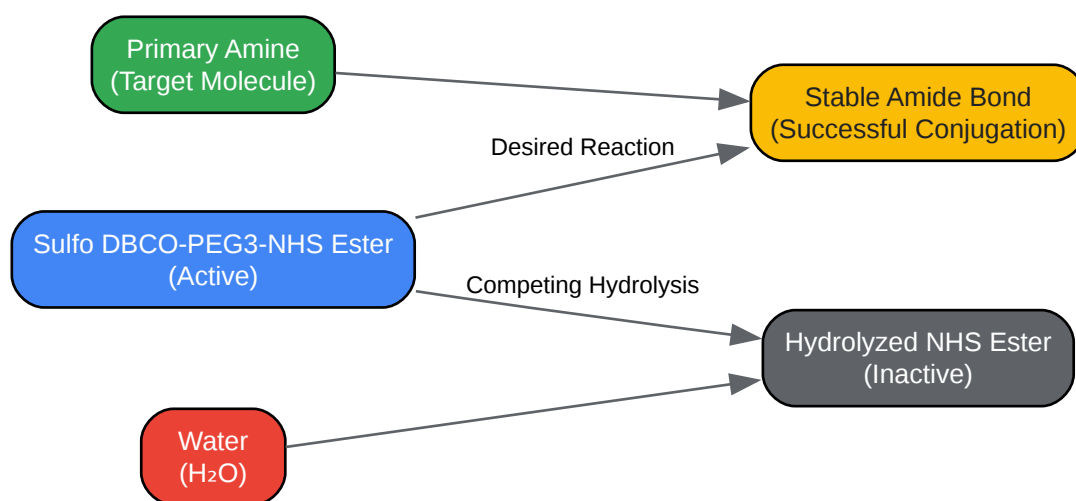 Primary Amine
(Target Molecule)
Stable Amide Bond
(Successful Conjugation)
Desired Reaction
Sulfo DBCO-PEG3-NHS Ester
(Active)
Competing Hydrolysis
Hydrolyzed NHS Ester
(Inactive)
Water
(H₂O)